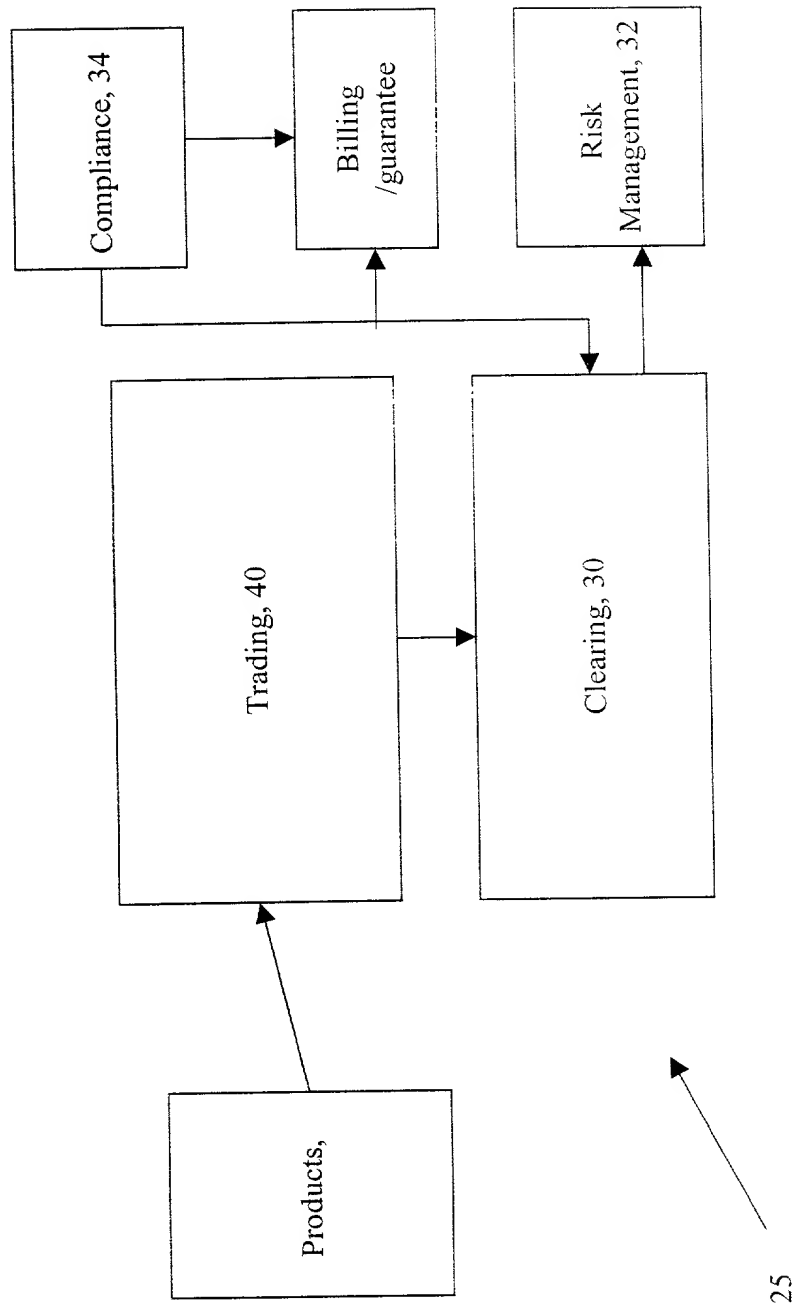 Products,
Trading, 40
Clearing, 30
Compliance, 34
Billing
/guarantee
Risk
Management, 32
25